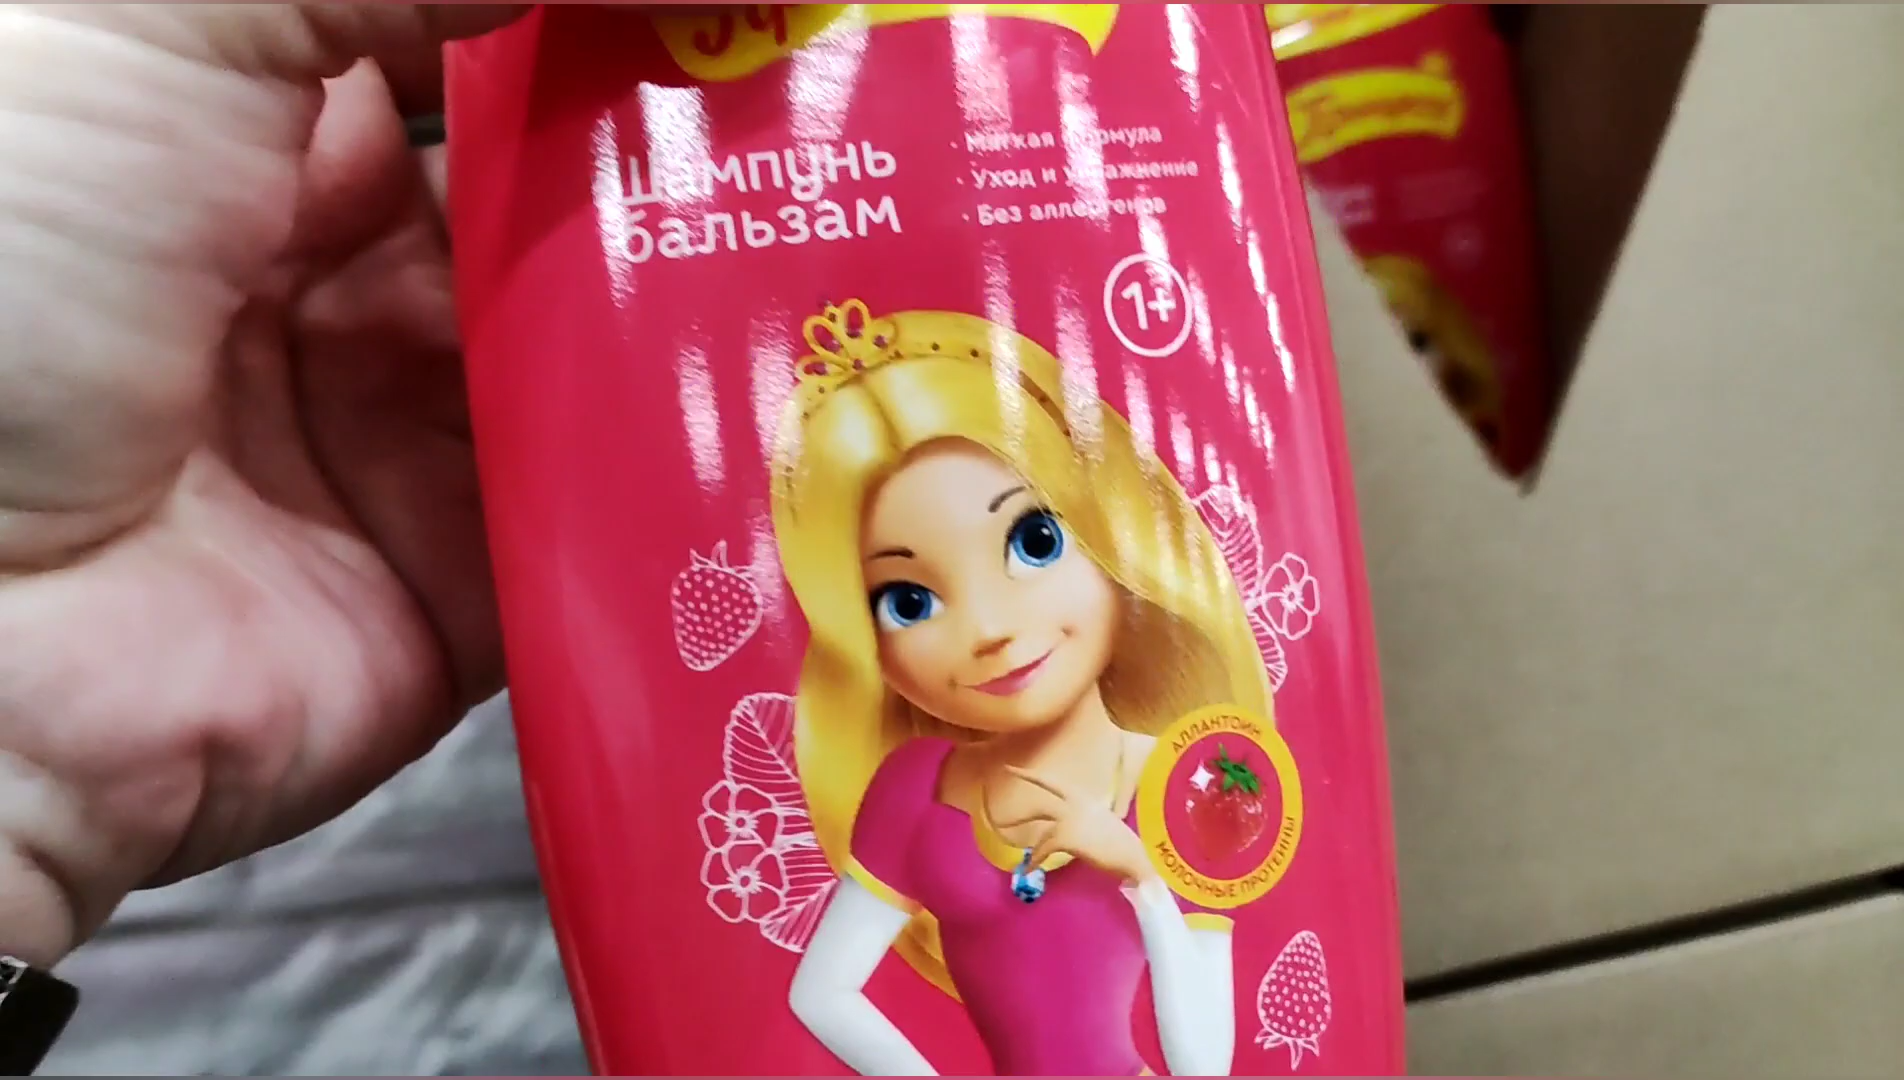 шампунь
бальзам
· Мягкая формула
· Уход и увлажнение
· Без аллергенов
1+
АЛЛАНТОИН
МОЛОЧНЫЕ ПРОТЕИНЫ